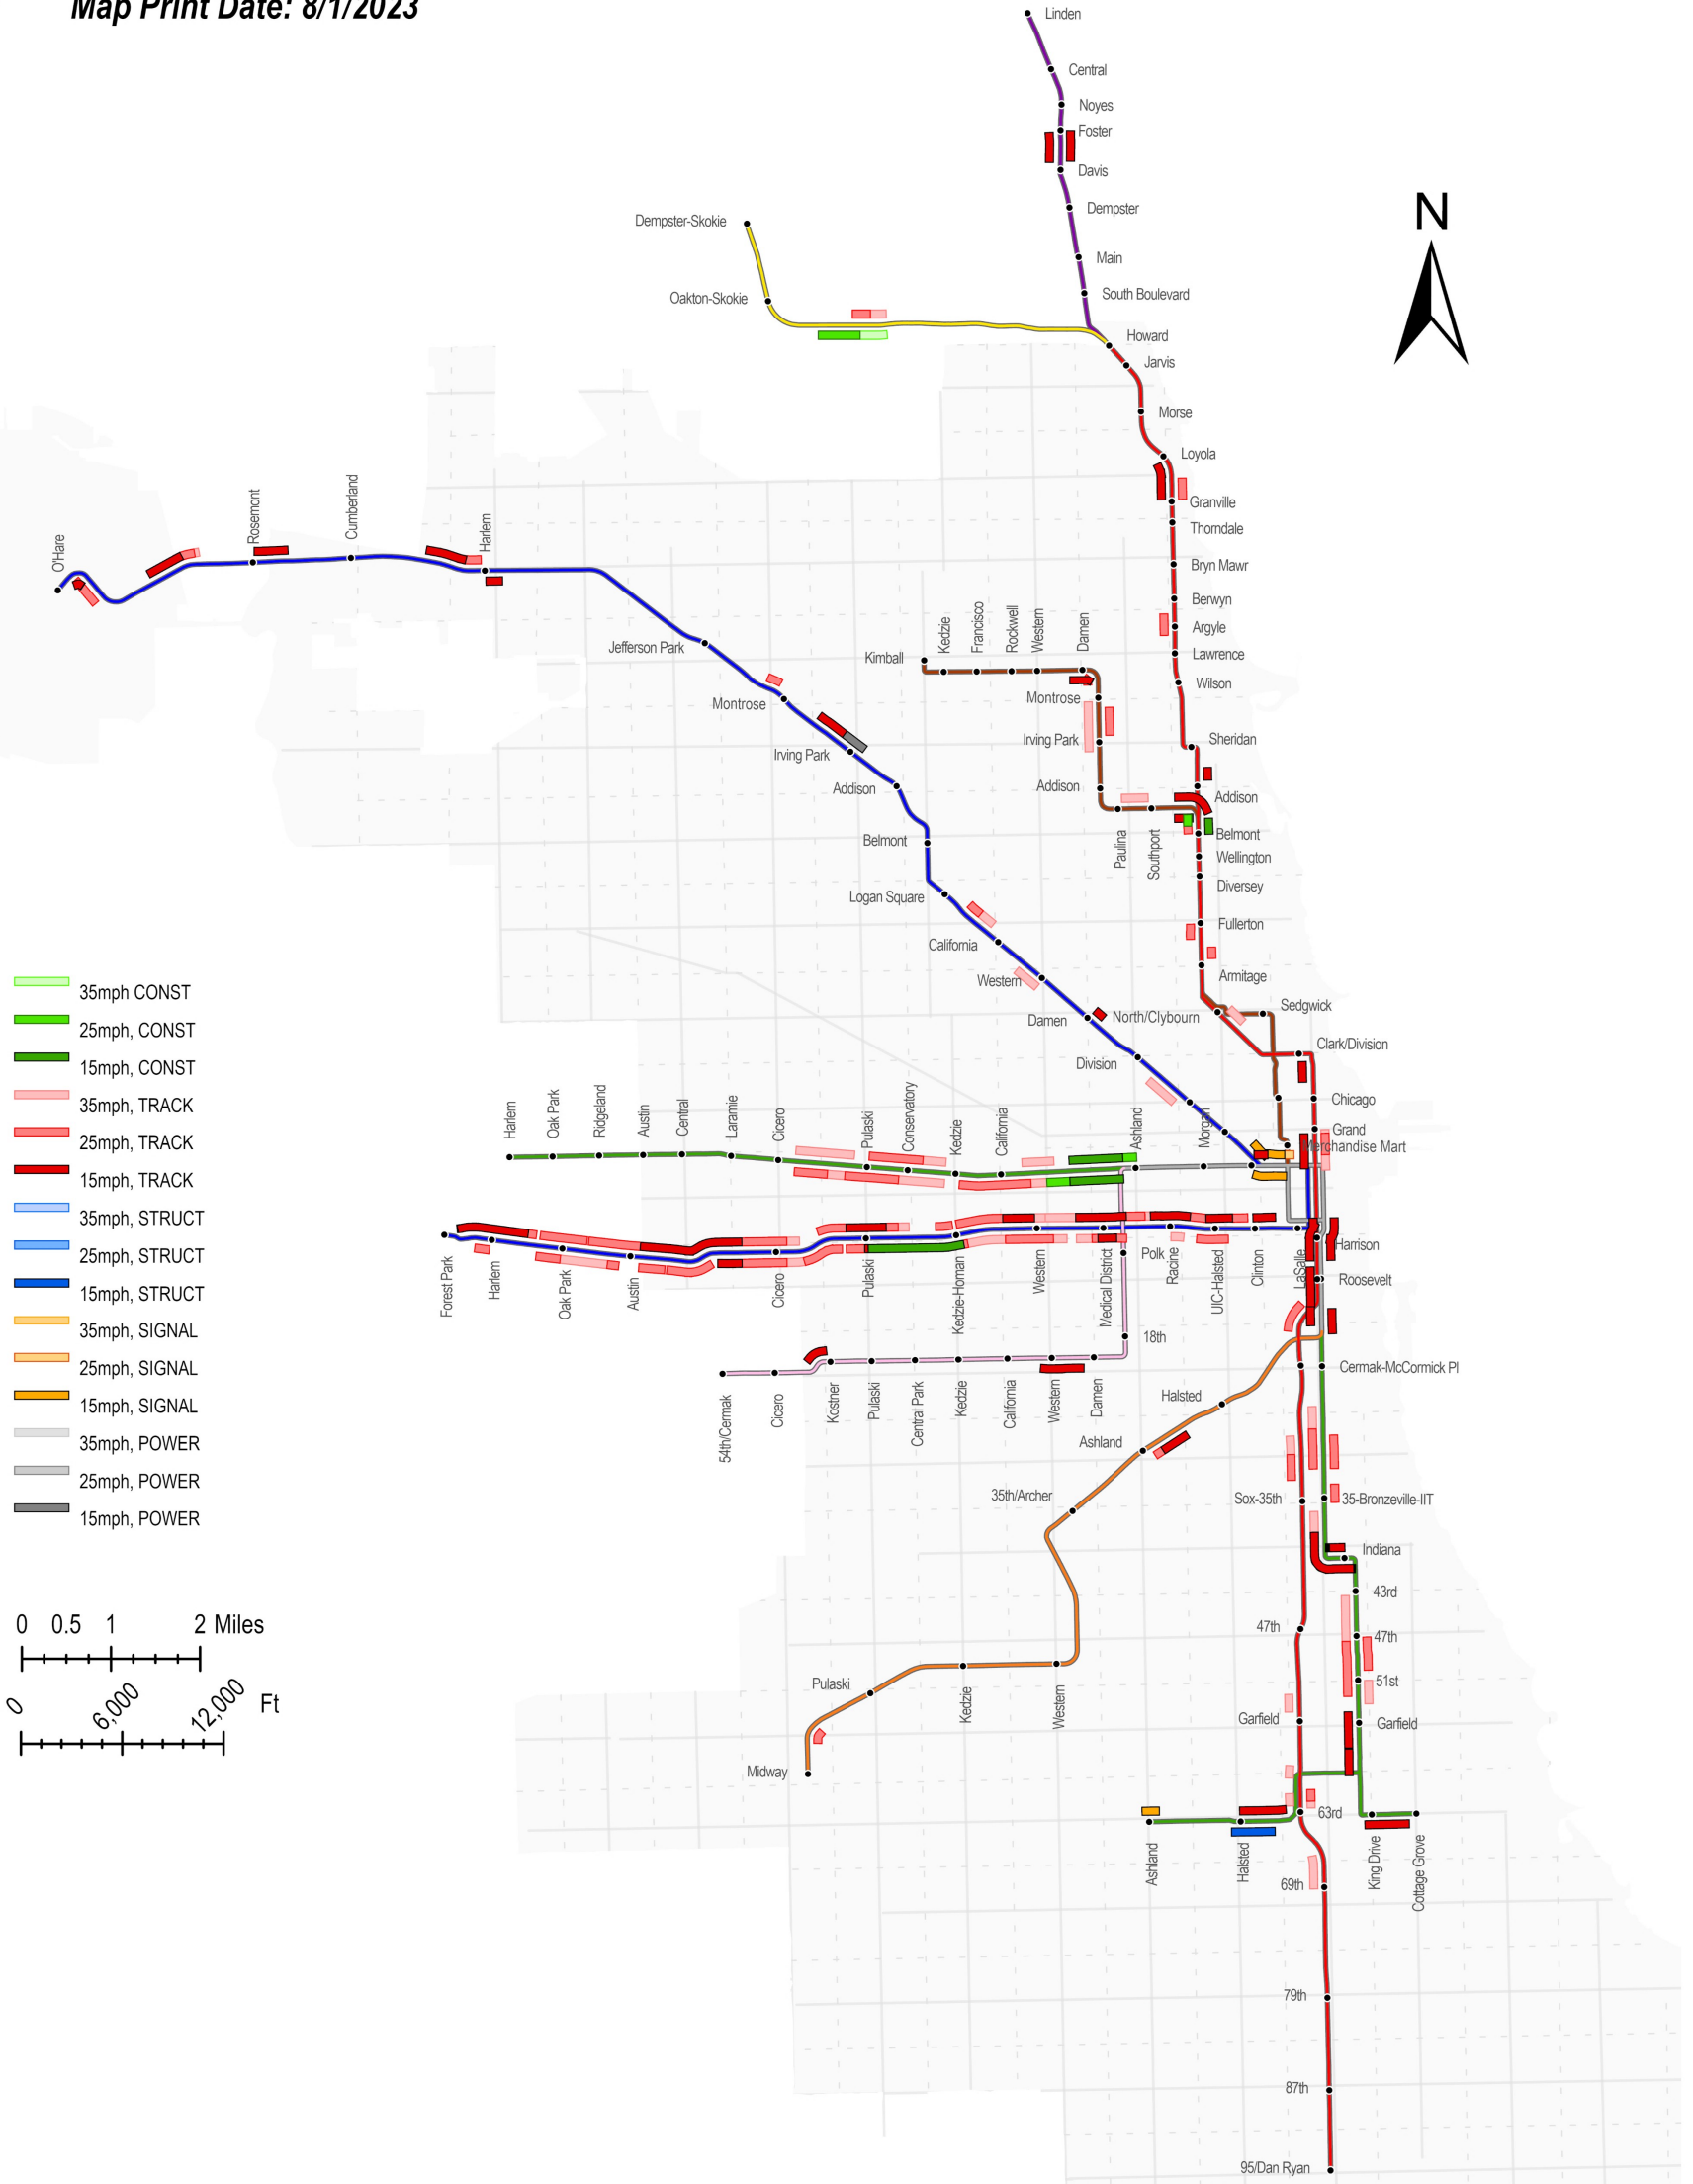 Map Print Date: 8/1/2023
Linden
Central
Noyes
Foster
Davis
Dempster
Main
South Boulevard
Howard
Jarvis
Morse
Loyola
Granville
Thorndale
Bryn Mawr
Berwyn
Argyle
Lawrence
Wilson
Sheridan
Addison
Belmont
Wellington
Diversey
Fullerton
Armitage
Sedgwick
North/Clybourn
Clark/Division
Chicago
Grand
Merchandise Mart
N
Dempster-Skokie
Oakton-Skokie
O'Hare
Rosemont
Cumberland
Harlem
Jefferson Park
Montrose
Irving Park
Addison
Belmont
Logan Square
California
Western
Damen
Division
Kimball
Kedzie
Francisco
Rockwell
Western
Damen
Montrose
Irving Park
Addison
Paulina
Southport
Harlem
Oak Park
Ridgeland
Austin
Central
Laramie
Cicero
Pulaski
Conservatory
Kedzie
California
Ashland
Morgan
Forest Park
Harlem
Oak Park
Austin
Cicero
Pulaski
Kedzie-Homan
Western
Medical District
Polk
Racine
UIC-Halsted
Clinton
LaSalle
Harrison
Roosevelt
18th
54th/Cermak
Cicero
Kostner
Pulaski
Central Park
Kedzie
California
Western
Damen
Cermak-McCormick Pl
Halsted
Ashland
35th/Archer
Sox-35th
35-Bronzeville-IIT
Indiana
43rd
47th
47th
51st
Garfield
Garfield
Pulaski
Kedzie
Western
Midway
63rd
Ashland
Halsted
King Drive
Cottage Grove
69th
79th
87th
95/Dan Ryan
35mph CONST
25mph, CONST
15mph, CONST
35mph, TRACK
25mph, TRACK
15mph, TRACK
35mph, STRUCT
25mph, STRUCT
15mph, STRUCT
35mph, SIGNAL
25mph, SIGNAL
15mph, SIGNAL
35mph, POWER
25mph, POWER
15mph, POWER
0 0.5 1 2 Miles
0 6,000 12,000 Ft